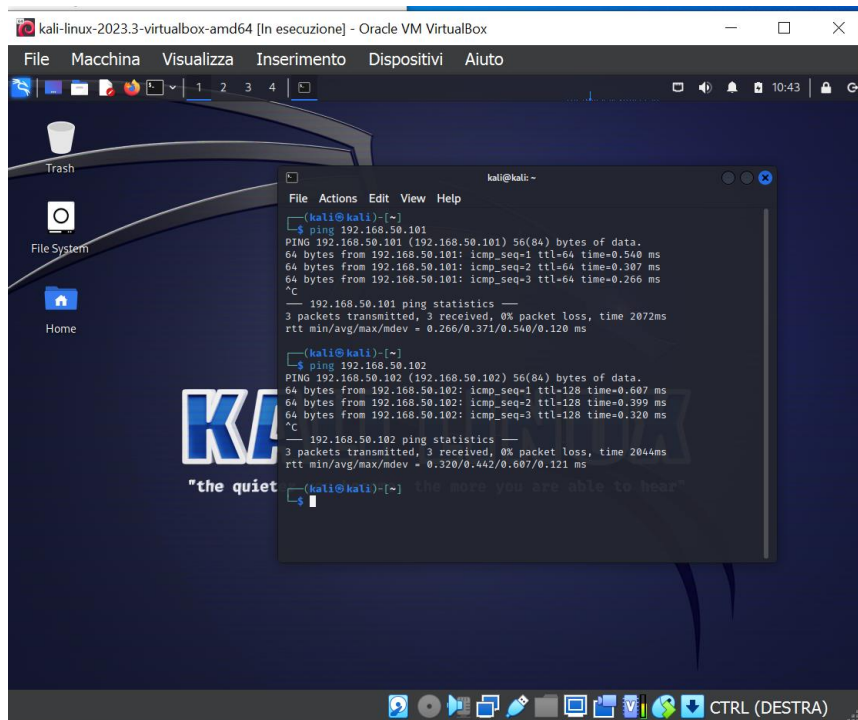 kali-linux-2023.3-virtualbox-amd64 [In esecuzione] - Oracle VM VirtualBox
File Macchina Visualizza Inserimento Dispositivi Aiuto
1 2 3 4 10:43
Trash
File System
Home
kali@kali: ~
File Actions Edit View Help
(kali㉿kali)-[~]
$ ping 192.168.50.101
PING 192.168.50.101 (192.168.50.101) 56(84) bytes of data.
64 bytes from 192.168.50.101: icmp_seq=1 ttl=64 time=0.540 ms
64 bytes from 192.168.50.101: icmp_seq=2 ttl=64 time=0.307 ms
64 bytes from 192.168.50.101: icmp_seq=3 ttl=64 time=0.266 ms
^C
— 192.168.50.101 ping statistics —
3 packets transmitted, 3 received, 0% packet loss, time 2072ms
rtt min/avg/max/mdev = 0.266/0.371/0.540/0.120 ms
(kali㉿kali)-[~]
$ ping 192.168.50.102
PING 192.168.50.102 (192.168.50.102) 56(84) bytes of data.
64 bytes from 192.168.50.102: icmp_seq=1 ttl=128 time=0.607 ms
64 bytes from 192.168.50.102: icmp_seq=2 ttl=128 time=0.399 ms
64 bytes from 192.168.50.102: icmp_seq=3 ttl=128 time=0.320 ms
^C
— 192.168.50.102 ping statistics —
3 packets transmitted, 3 received, 0% packet loss, time 2044ms
rtt min/avg/max/mdev = 0.320/0.442/0.607/0.121 ms
(kali㉿kali)-[~]
$
KA
"the quiet the more you are able to hear"
CTRL (DESTRA)